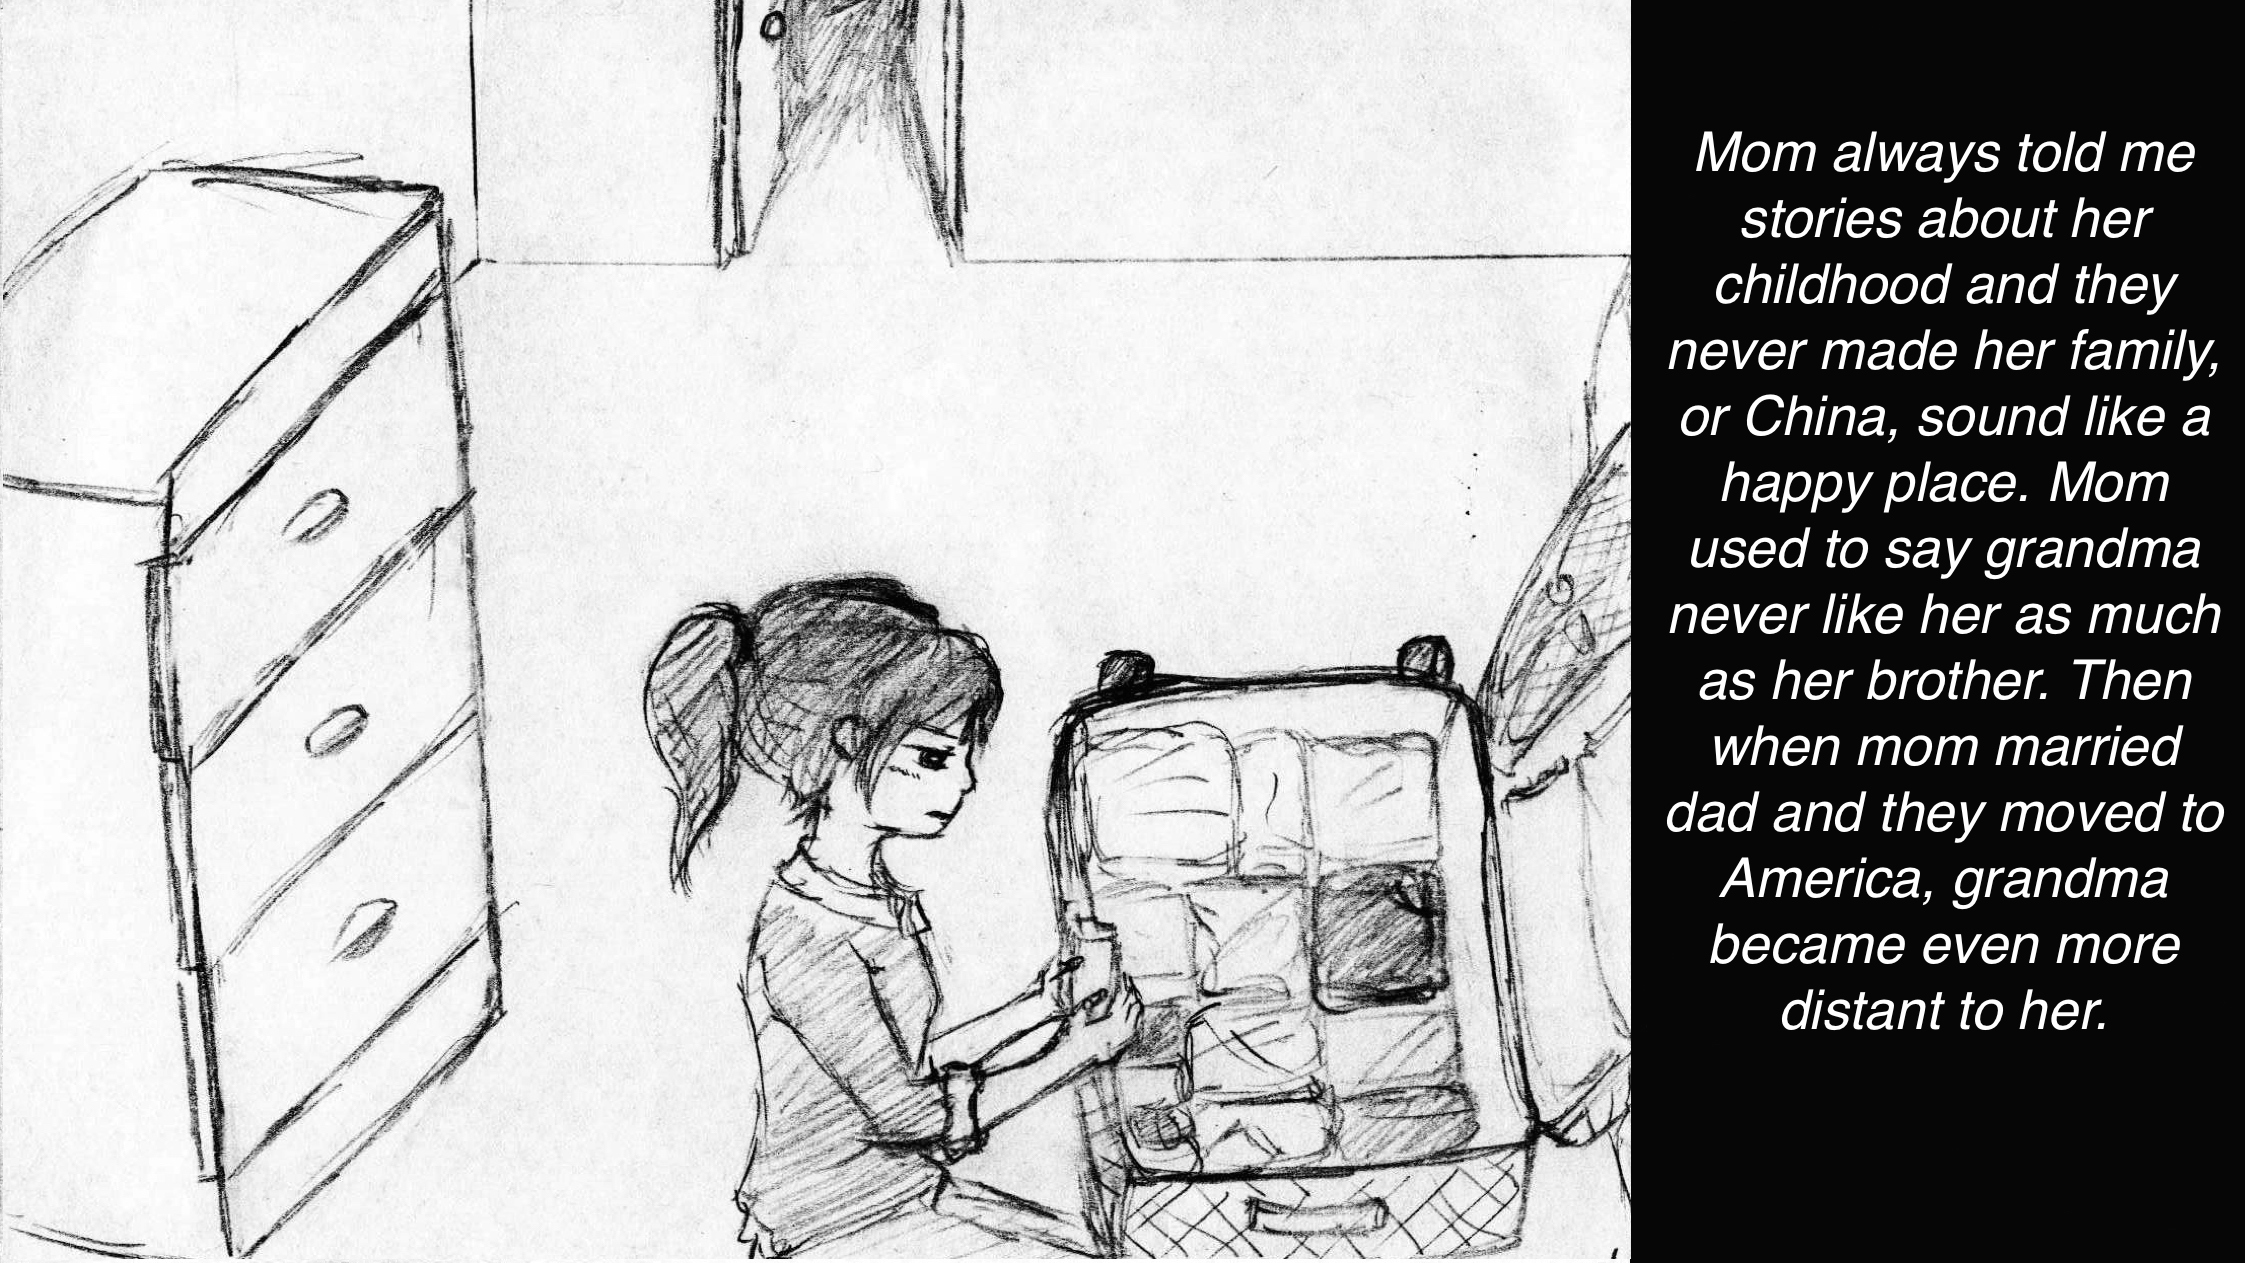 Mom always told me
stories about her
childhood and they
never made her family,
or China, sound like a
happy place. Mom
used to say grandma
never like her as much
as her brother. Then
when mom married
dad and they moved to
America, grandma
became even more
distant to her.